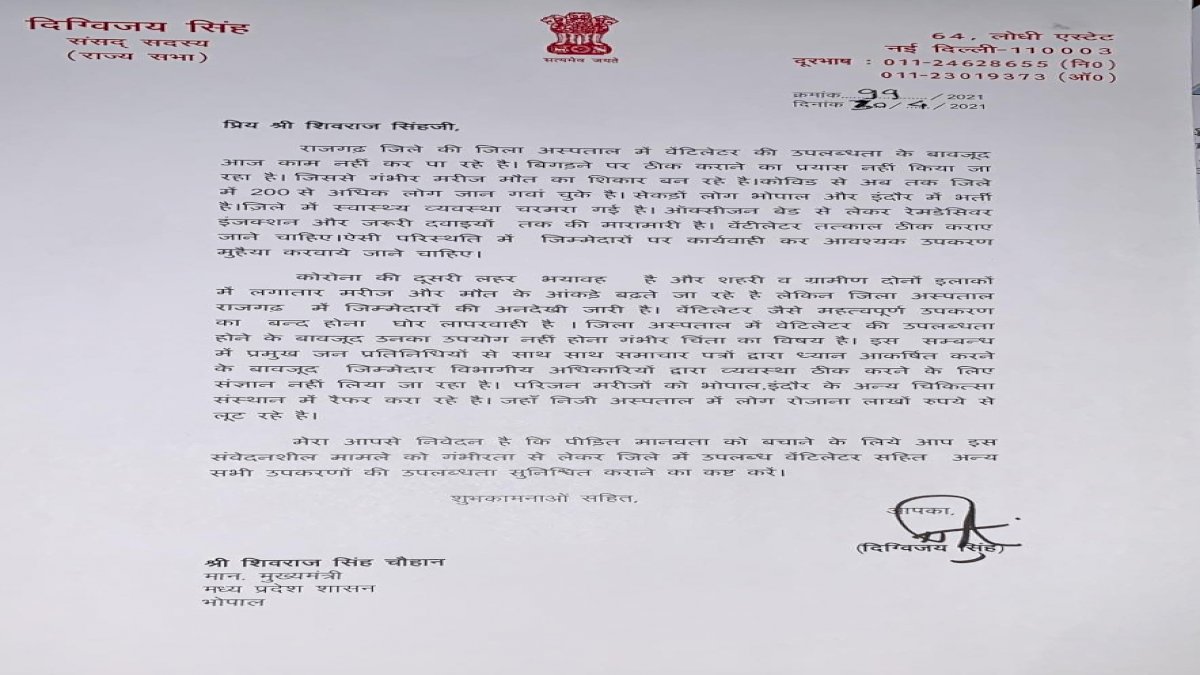 दिग्विजय सिंह
संसद् सदस्य
(राज्य सभा)
सत्यमेव जयते
64, लोधी एस्टेट
नई दिल्ली-110003
दूरभाष : 011-24628655 (नि0)
011-23019373 (ऑ0)
क्रमांक 99 / 2021
दिनांक 30/4/2021
प्रिय श्री शिवराज सिंहजी,
राजगढ़ जिले की जिला अस्पताल में वेंटिलेटर की उपलब्धता के बावजूद
आज काम नहीं कर पा रहे है। बिगडने पर ठीक कराने का प्रयास नहीं किया जा
रहा है। जिससे गंभीर मरीज मौत का शिकार बन रहे है।कोविड से अब तक जिले
में 200 से अधिक लोग जान गवां चुके है। सेकडों लोग भोपाल और इंदौर में भर्ती
है।जिले में स्वास्थ्य व्यवस्था चरमरा गई है। ऑक्सीजन बेड से लेकर रेमडेसिवर
इंजक्शन और जरूरी दवाइयों तक की मारामारी है। वेंटीलेटर तत्काल ठीक कराए
जाने चाहिए।ऐसी परिस्थति में जिम्मेदारों पर कार्यवाही कर आवश्यक उपकरण
मुहैया करवाये जाने चाहिए।
कोरोना की दूसरी लहर भयावह है और शहरी व ग्रामीण दोनों इलाकों
में लगातार मरीज और मौत के आंकडे बढ़ते जा रहे है लेकिन जिला अस्पताल
राजगढ़ में जिम्मेदारों की अनदेखी जारी है। वेंटिलेटर जैसे महत्वपूर्ण उपकरण
का बन्द होना घोर लापरवाही है । जिला अस्पताल में वेटिलेटर की उपलब्धता
होने के बावजूद उनका उपयोग नहीं होना गंभीर चिंता का विषय है। इस सम्बन्ध
में प्रमुख जन प्रतिनिधियों से साथ साथ समाचार पत्रों द्वारा ध्यान आकर्षित करने
के बावजूद जिम्मेदार विभागीय अधिकारियों द्वारा व्यवस्था ठीक करने के लिए
संज्ञान नहीं लिया जा रहा है। परिजन मरीजों को भोपाल,इंदौर के अन्य चिकित्सा
संस्थान में रैफर करा रहे है। जहाँ निजी अस्पताल में लोग रोजाना लाखों रुपये से
लूट रहे है।
मेरा आपसे निवेदन है कि पीडित मानवता को बचाने के लिये आप इस
संवेदनशील मामले को गंभीरता से लेकर जिले में उपलब्ध वेंटिलेटर सहित अन्य
सभी उपकरणों की उपलब्धता सुनिश्चित कराने का कष्ट करें।
शुभकामनाओं सहित,
आपका,
(दिग्विजय सिंह)
श्री शिवराज सिंह चौहान
मान. मुख्यमंत्री
मध्य प्रदेश शासन
भोपाल